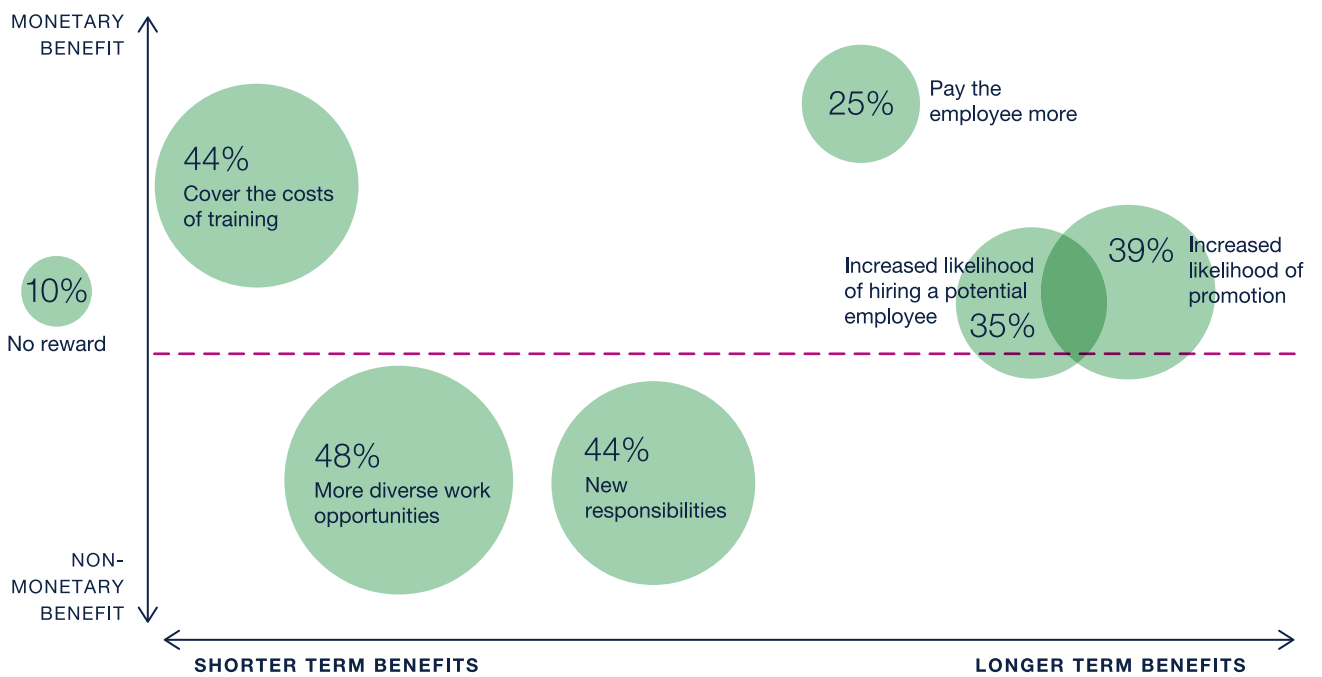 MONETARY
BENEFIT
25%
Pay the
employee more
44%
Cover the costs
of training
10%
No reward
Increased likelihood
of hiring a potential
employee
35%
39%
Increased
likelihood of
promotion
48%
More diverse work
opportunities
44%
New
responsibilities
NON-
MONETARY
BENEFIT
SHORTER TERM BENEFITS
LONGER TERM BENEFITS